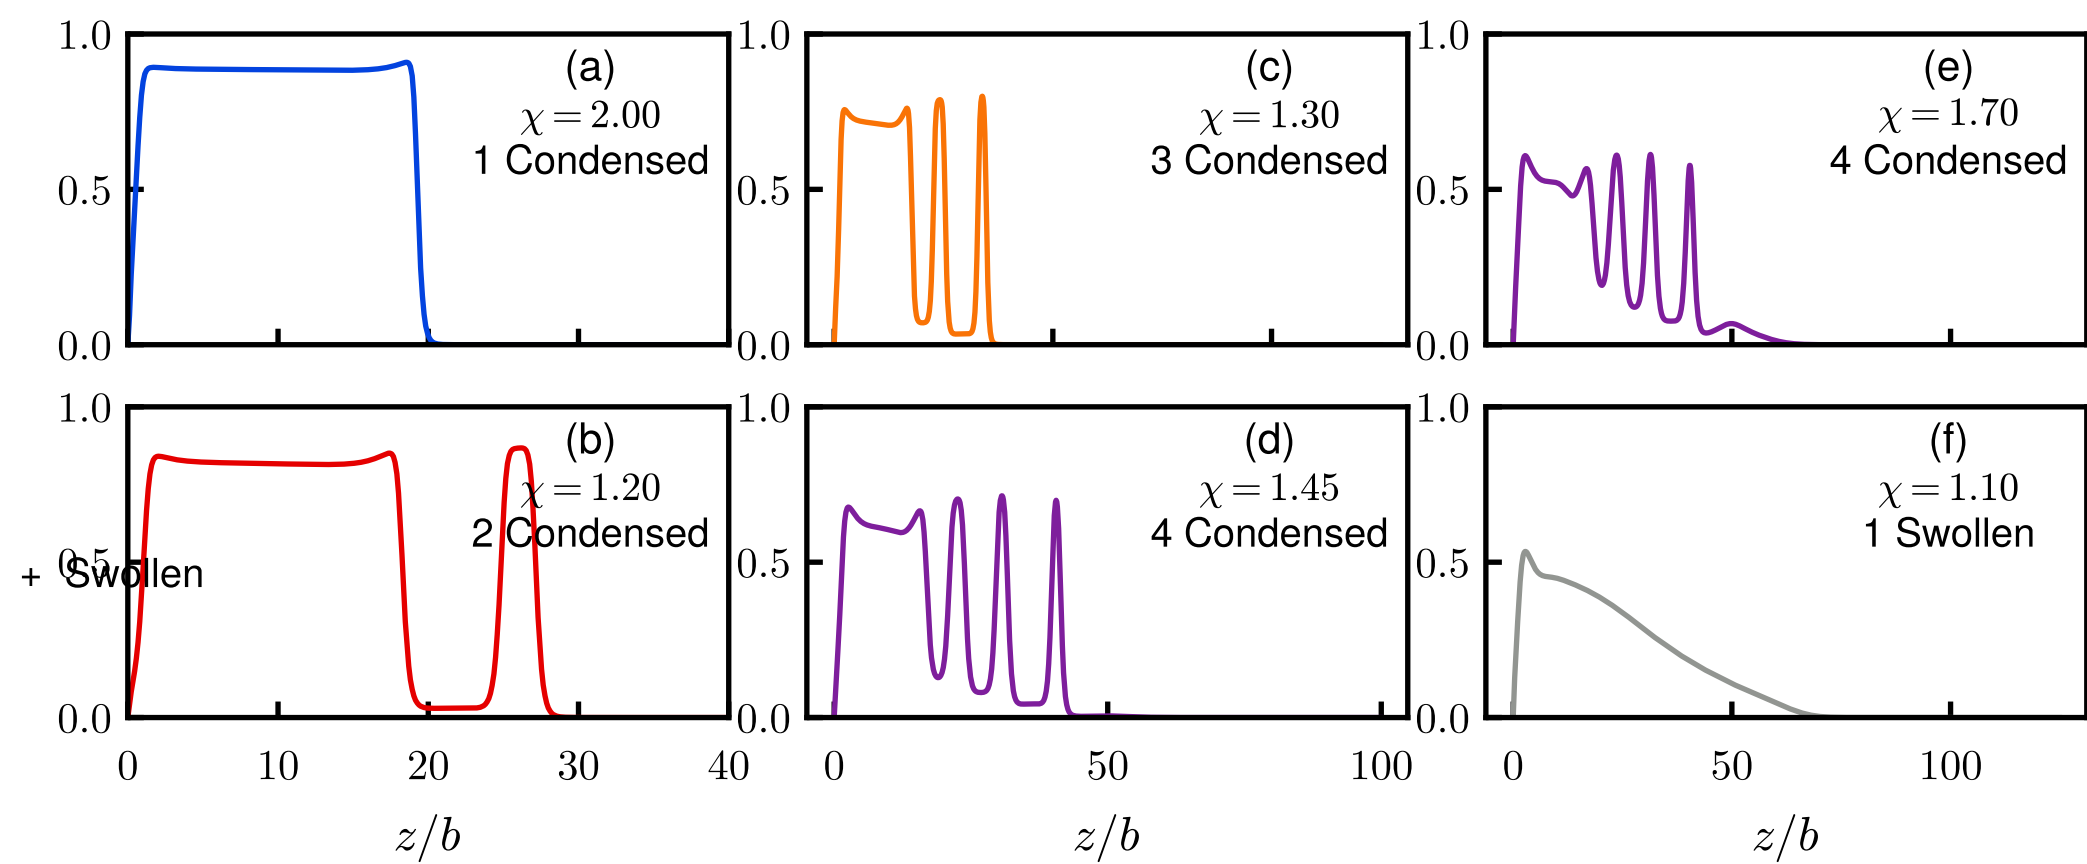 1.0
0.5
0.0
(a)
χ = 2.00
1 Condensed
1.0
0.5
0.0
(c)
χ = 1.30
3 Condensed
1.0
0.5
0.0
(e)
χ = 1.70
4 Condensed
1.0
0.5
0.0
(b)
χ = 1.20
2 Condensed
+ Swollen
0 10 20 30 40
z/b
1.0
0.5
0.0
(d)
χ = 1.45
4 Condensed
0 50 100
z/b
1.0
0.5
0.0
(f)
χ = 1.10
1 Swollen
0 50 100
z/b